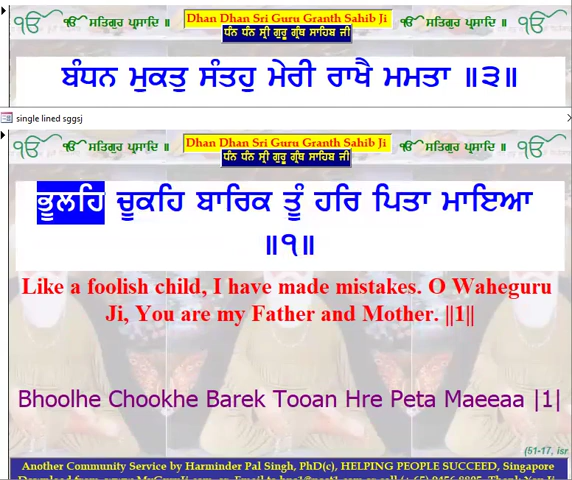 ੴ ਸਤਿਗੁਰ ਪ੍ਰਸਾਦਿ ॥ Dhan Dhan Sri Guru Granth Sahib Ji ੴ ਸਤਿਗੁਰ ਪ੍ਰਸਾਦਿ ॥ ੴ
ਧੰਨ ਧੰਨ ਸ੍ਰੀ ਗੁਰੂ ਗ੍ਰੰਥ ਸਾਹਿਬ ਜੀ
ਬੰਧਨ ਮੁਕਤੁ ਸੰਤਹੁ ਮੇਰੀ ਰਾਖੈ ਮਮਤਾ ॥੩॥
single lined sggsj
ੴ ੴ ਸਤਿਗੁਰ ਪ੍ਰਸਾਦਿ ॥ Dhan Dhan Sri Guru Granth Sahib Ji ੴ ਸਤਿਗੁਰ ਪ੍ਰਸਾਦਿ ॥ ੴ
ਧੰਨ ਧੰਨ ਸ੍ਰੀ ਗੁਰੂ ਗ੍ਰੰਥ ਸਾਹਿਬ ਜੀ
ਭੂਲਹਿ ਚੂਕਹਿ ਬਾਰਿਕ ਤੂੰ ਹਰਿ ਪਿਤਾ ਮਾਇਆ
॥੧॥
Like a foolish child, I have made mistakes. O Waheguru
Ji, You are my Father and Mother. ||1||
Bhoolhe Chookhe Barek Tooan Hre Peta Maeeaa |1|
(51-17, isr
Another Community Service by Harminder Pal Singh, PhD(c), HELPING PEOPLE SUCCEED, Singapore